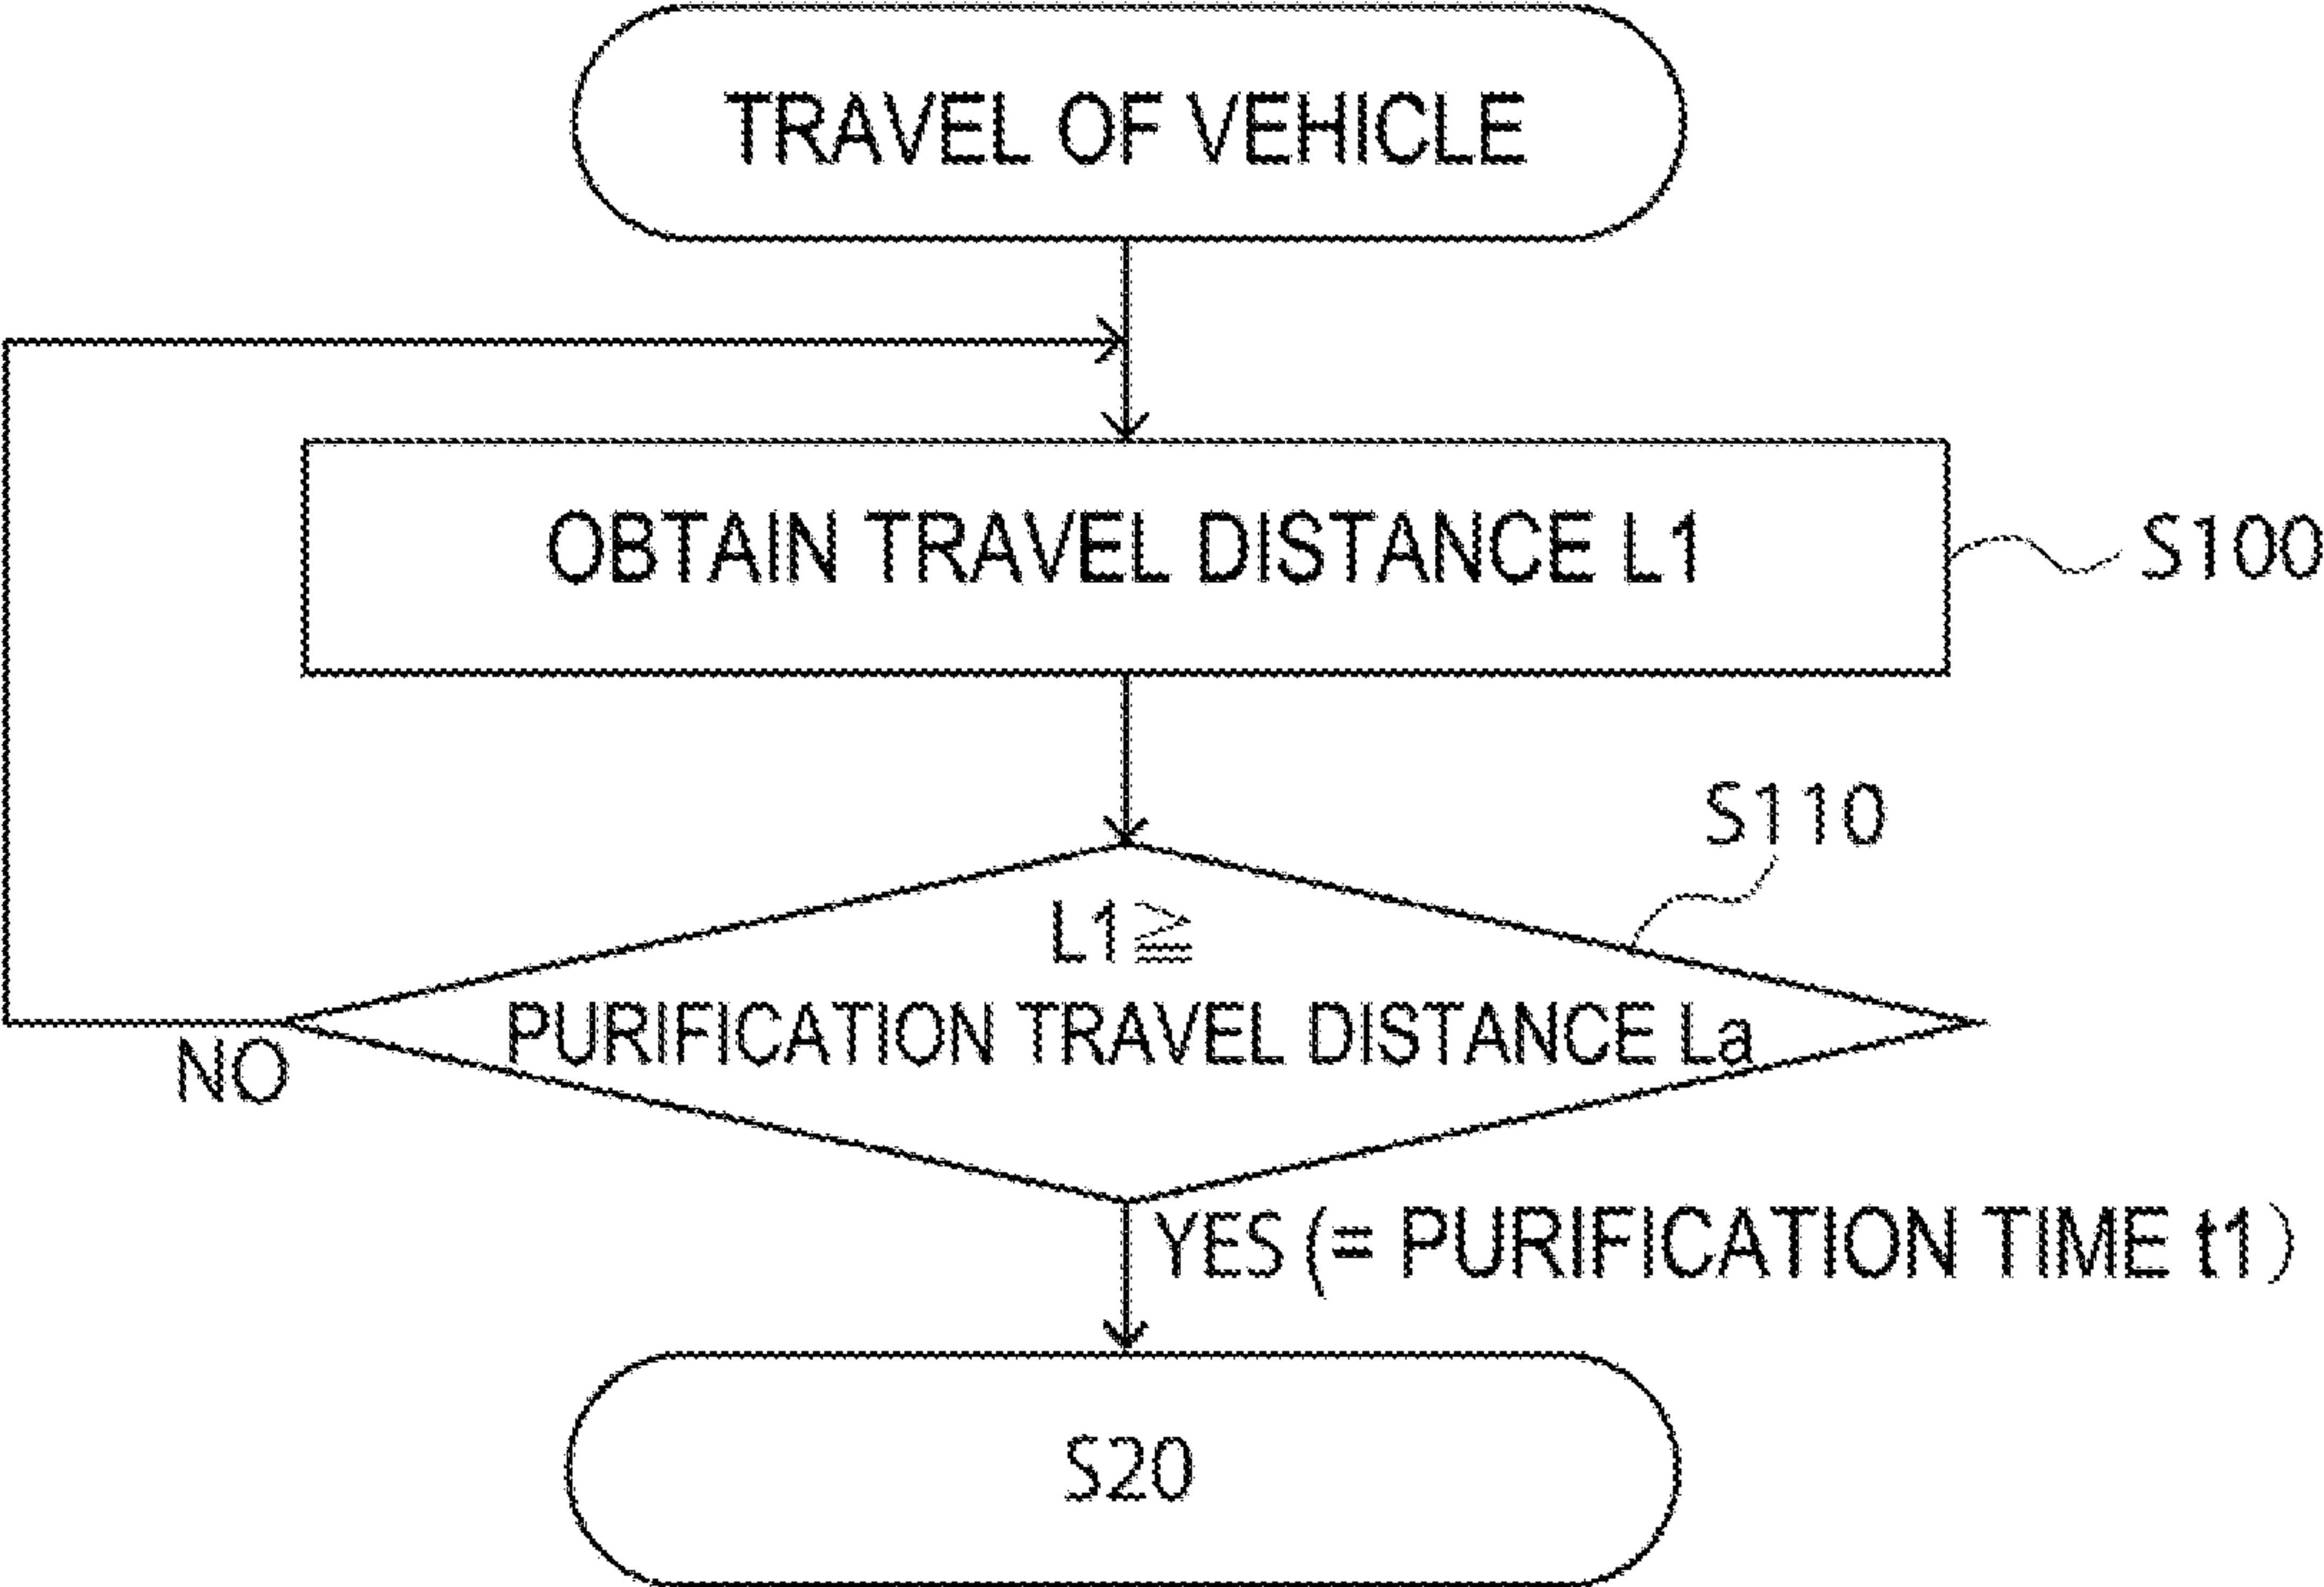 TRAVEL OF VEHICLE
OBTAIN TRAVEL DISTANCE L1
S100
S110
L1≧
PURIFICATION TRAVEL DISTANCE La
NO
YES (= PURIFICATION TIME t1)
S20